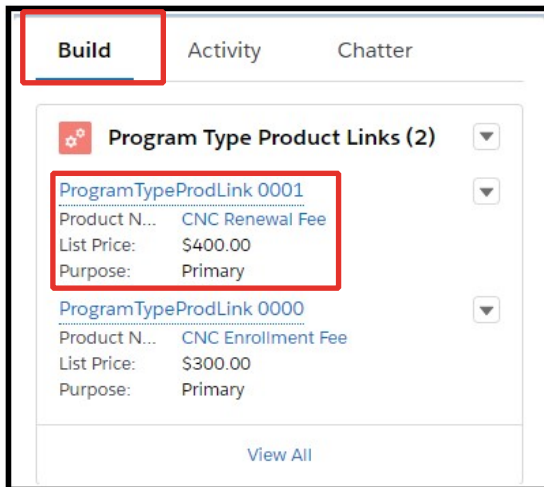 Build Activity Chatter
Program Type Product Links (2)
ProgramTypeProdLink 0001
Product N... CNC Renewal Fee
List Price: $400.00
Purpose: Primary
ProgramTypeProdLink 0000
Product N... CNC Enrollment Fee
List Price: $300.00
Purpose: Primary
View All